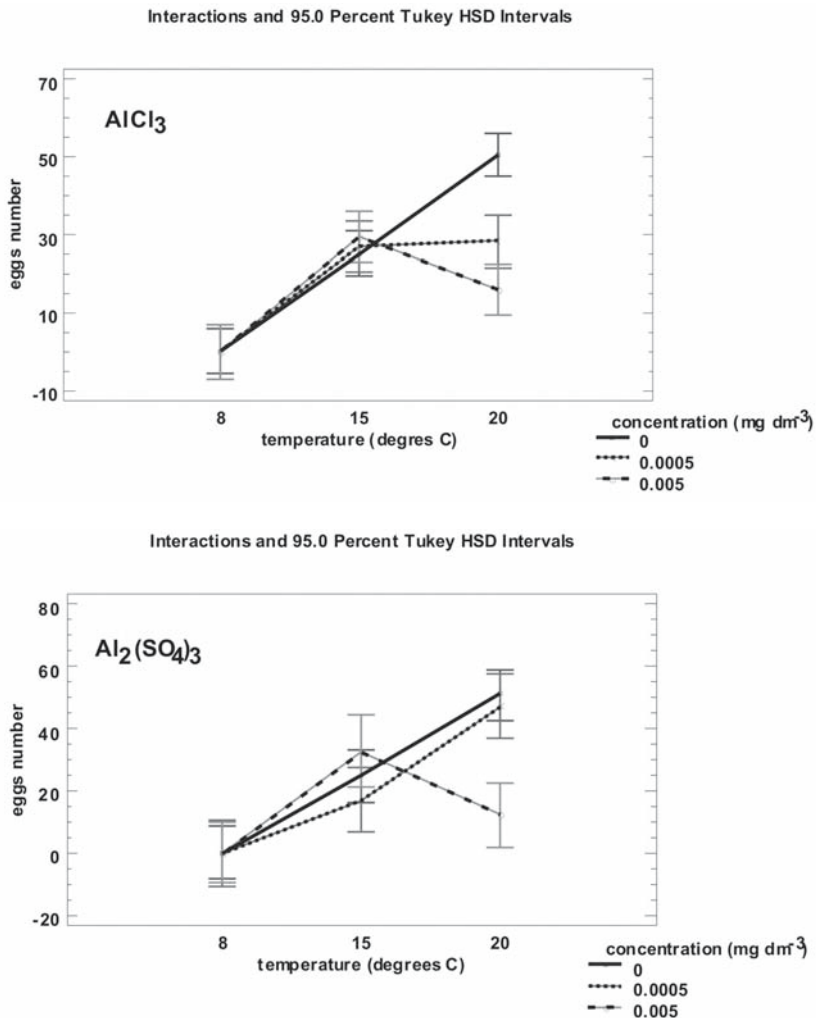 Interactions and 95.0 Percent Tukey HSD Intervals
AlCl3
70
50
30
10
-10
eggs number
8 15 20
temperature (degres C)
concentration (mg dm-3)
0
0.0005
0.005
Interactions and 95.0 Percent Tukey HSD Intervals
Al2(SO4)3
80
60
40
20
0
-20
eggs number
8 15 20
temperature (degrees C)
concentration (mg dm-3)
0
0.0005
0.005